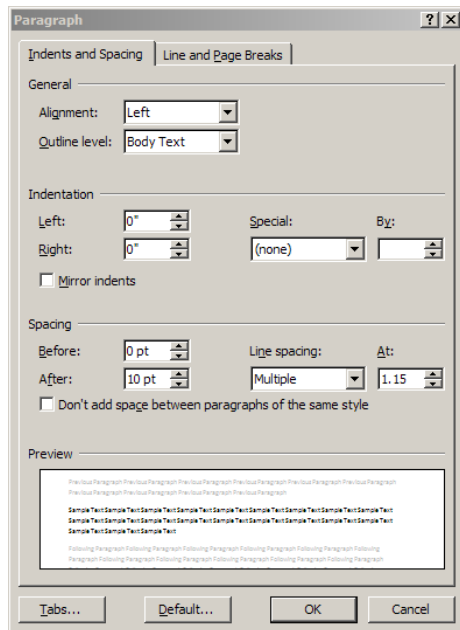 Paragraph
Indents and Spacing Line and Page Breaks
General
Alignment: Left
Outline level: Body Text
Indentation
Left: 0" Special: By:
Right: 0" (none)
Mirror indents
Spacing
Before: 0 pt Line spacing: At:
After: 10 pt Multiple 1.15
Don't add space between paragraphs of the same style
Preview
Previous Paragraph Previous Paragraph Previous Paragraph Previous Paragraph Previous Paragraph Previous Paragraph
Previous Paragraph Previous Paragraph Previous Paragraph
Sample Text Sample Text Sample Text Sample Text Sample Text Sample Text Sample Text Sample Text Sample Text
Sample Text Sample Text Sample Text Sample Text Sample Text Sample Text Sample Text Sample Text Sample Text
Sample Text Sample Text Sample Text
Following Paragraph Following Paragraph Following Paragraph Following Paragraph Following Paragraph Following
Paragraph Following Paragraph Following Paragraph Following Paragraph Following Paragraph Following Paragraph
Tabs... Default... OK Cancel